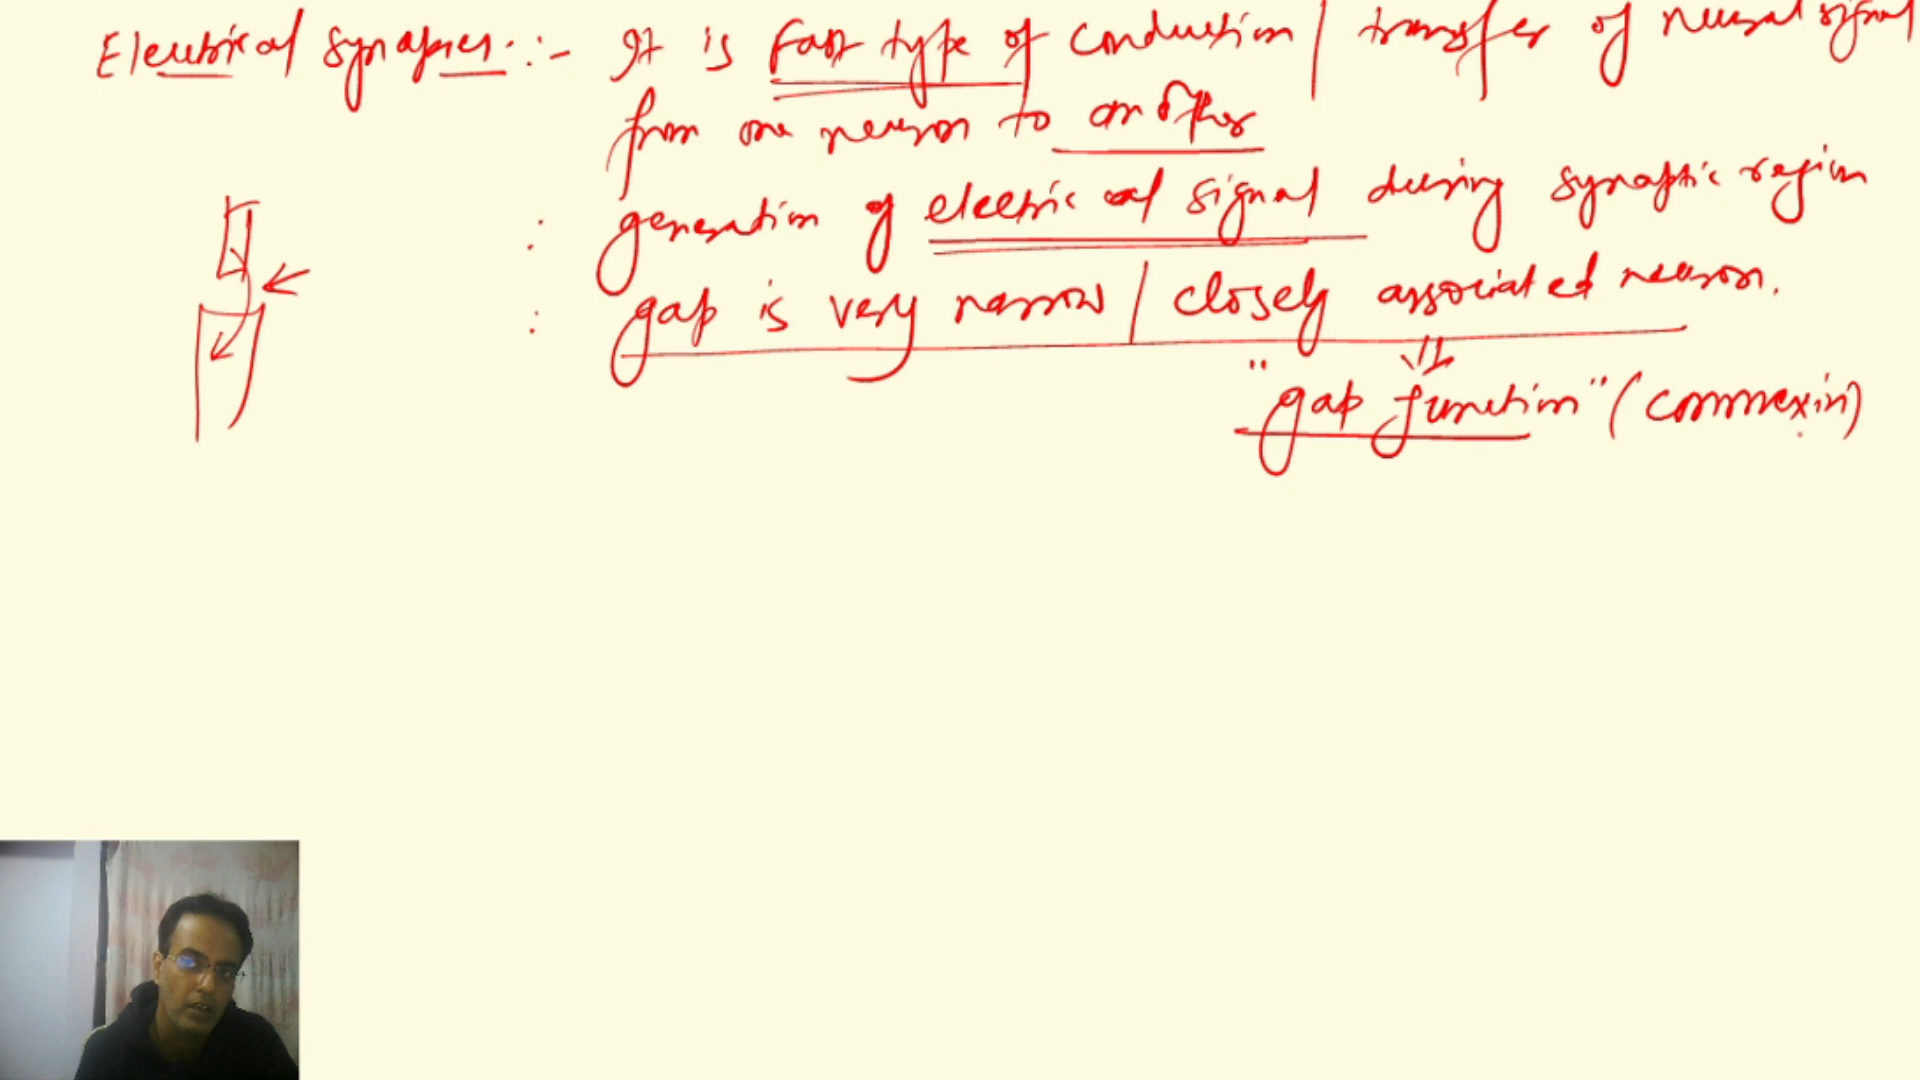 Electrical synapses :- It is Fast type of conduction / transfer of neural signal
from one neuron to another
: generation of electrical signal during synaptic region
: gap is very narrow / closely associated neuron.
"gap function" (connexin)